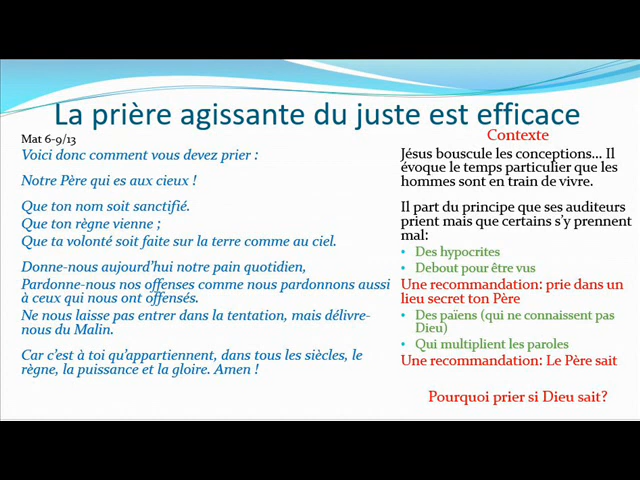 La prière agissante du juste est efficace
Mat 6-9/13
Voici donc comment vous devez prier :
Notre Père qui es aux cieux !
Que ton nom soit sanctifié.
Que ton règne vienne ;
Que ta volonté soit faite sur la terre comme au ciel.
Donne-nous aujourd'hui notre pain quotidien,
Pardonne-nous nos offenses comme nous pardonnons aussi
à ceux qui nous ont offensés.
Ne nous laisse pas entrer dans la tentation, mais délivre-
nous du Malin.
Car c'est à toi qu'appartiennent, dans tous les siècles, le
règne, la puissance et la gloire. Amen !
Contexte
Jésus bouscule les conceptions... Il
évoque le temps particulier que les
hommes sont en train de vivre.
Il part du principe que ses auditeurs
prient mais que certains s'y prennent
mal:
• Des hypocrites
• Debout pour être vus
Une recommandation: prie dans un
lieu secret ton Père
• Des païens (qui ne connaissent pas
Dieu)
• Qui multiplient les paroles
Une recommandation: Le Père sait
Pourquoi prier si Dieu sait?